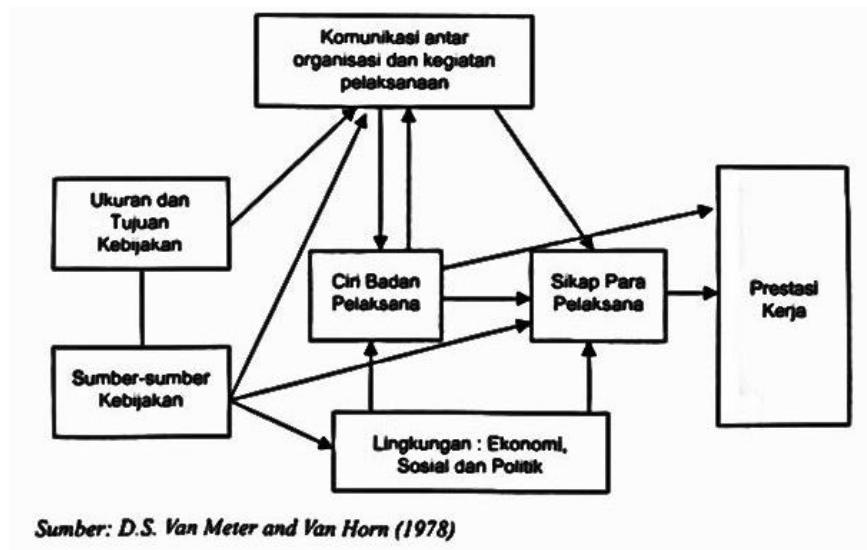 Komunikasi antar
organisasi dan kegiatan
pelaksanaan
Ukuran dan
Tujuan
Kebijakan
Ciri Badan
Pelaksana
Sikap Para
Pelaksana
Prestasi
Kerja
Sumber-sumber
Kebijakan
Lingkungan : Ekonomi,
Sosial dan Politik
Sumber: D.S. Van Meter and Van Horn (1978)